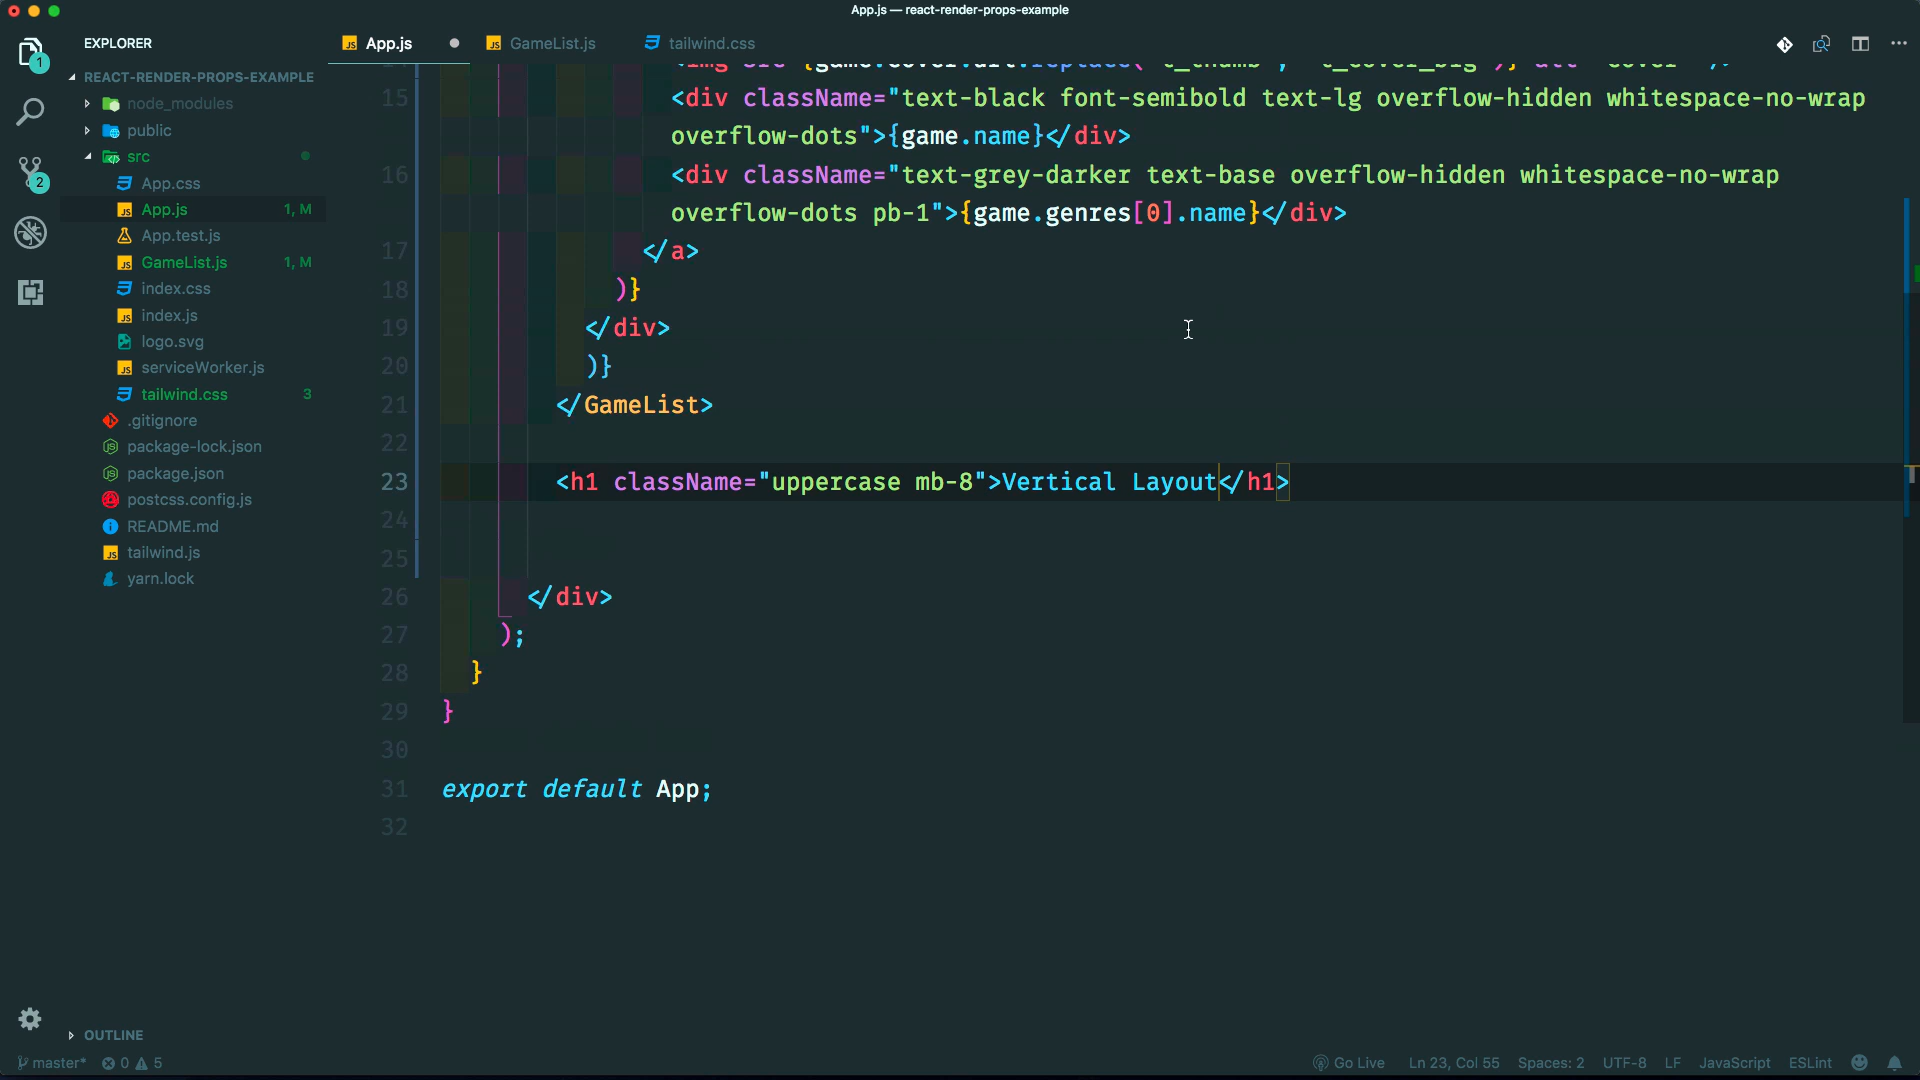 App.js — react-render-props-example
EXPLORER
App.js
GameList.js
tailwind.css
1
2
REACT-RENDER-PROPS-EXAMPLE
node_modules
public
src
App.css
App.js 1, M
App.test.js
GameList.js 1, M
index.css
index.js
logo.svg
serviceWorker.js
tailwind.css 3
.gitignore
package-lock.json
package.json
postcss.config.js
README.md
tailwind.js
yarn.lock
OUTLINE
15 <div className="text-black font-semibold text-lg overflow-hidden whitespace-no-wrap
overflow-dots">{game.name}</div>
16 <div className="text-grey-darker text-base overflow-hidden whitespace-no-wrap
overflow-dots pb-1">{game.genres[0].name}</div>
17 </a>
18 )}
19 </div>
20 )}
21 </GameList>
22
23 <h1 className="uppercase mb-8">Vertical Layout</h1>
24
25
26 </div>
27 );
28 }
29 }
30
31 export default App;
32
master* 0 5
Go Live Ln 23, Col 55 Spaces: 2 UTF-8 LF JavaScript ESLint